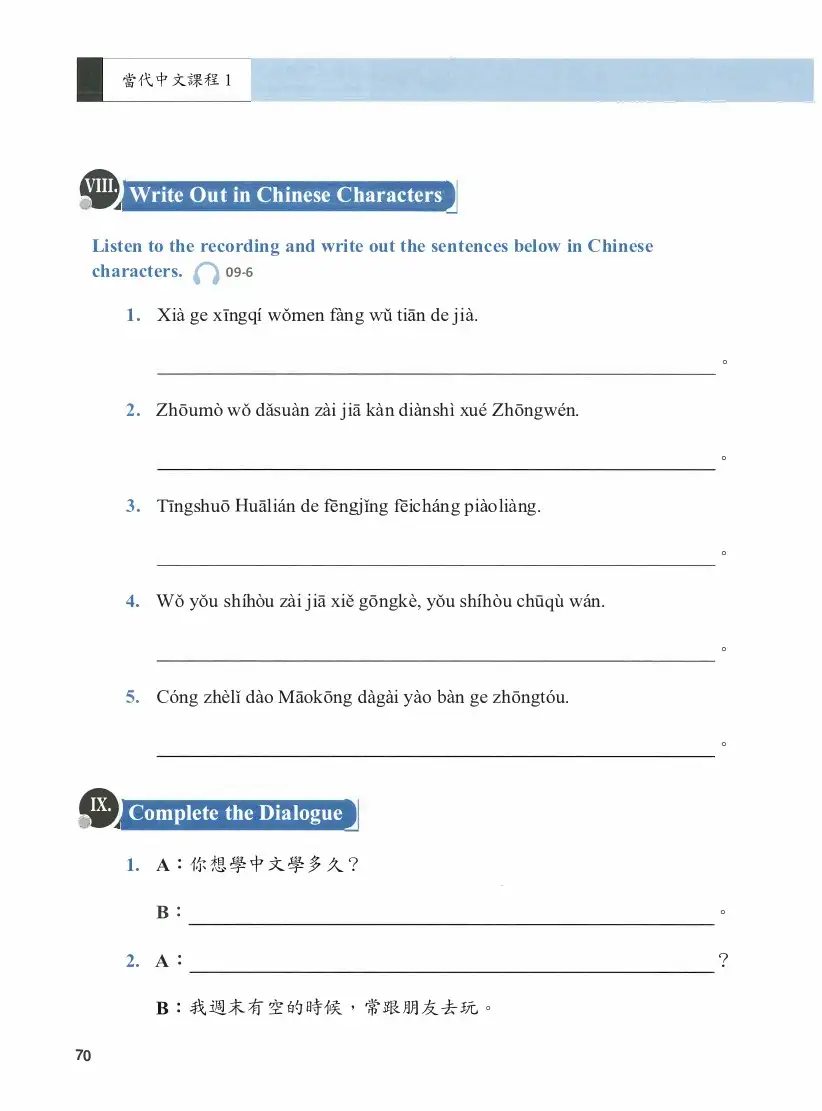 當代中文課程 1
VIII. Write Out in Chinese Characters
Listen to the recording and write out the sentences below in Chinese
characters. 09-6
1. Xià ge xīngqí wǒmen fàng wǔ tiān de jià.
。
2. Zhōumò wǒ dǎsuàn zài jiā kàn diànshì xué Zhōngwén.
。
3. Tīngshuō Huālián de fēngjǐng fēicháng piàoliàng.
。
4. Wǒ yǒu shíhòu zài jiā xiě gōngkè, yǒu shíhòu chūqù wán.
。
5. Cóng zhèlǐ dào Māokōng dàgài yào bàn ge zhōngtóu.
。
IX. Complete the Dialogue
1. A：你想學中文學多久？
B：。
2. A：？
B：我週末有空的時候，常跟朋友去玩。
70